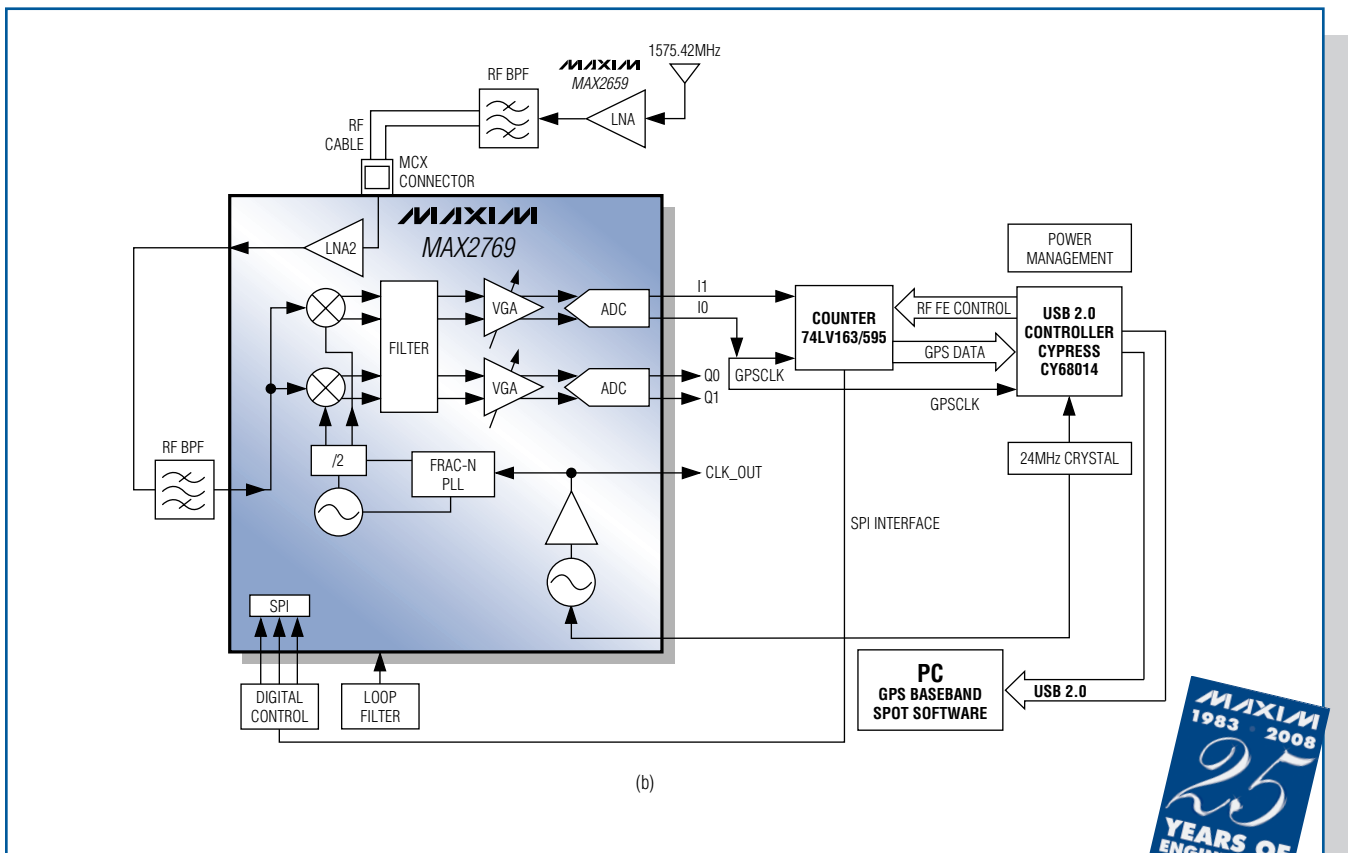 1575.42MHz
MAXIM
MAX2659
RF BPF
LNA
RF
CABLE
MCX
CONNECTOR
MAXIM
MAX2769
LNA2
POWER
MANAGEMENT
FILTER
VGA
ADC
I1
I0
COUNTER
74LV163/595
RF FE CONTROL
GPS DATA
USB 2.0
CONTROLLER
CYPRESS
CY68014
VGA
ADC
Q0
Q1
GPSCLK
GPSCLK
RF BPF
/2
FRAC-N
PLL
CLK_OUT
24MHz CRYSTAL
SPI INTERFACE
SPI
DIGITAL
CONTROL
LOOP
FILTER
PC
GPS BASEBAND
SPOT SOFTWARE
USB 2.0
(b)
MAXIM
1983 · 2008
25
YEARS OF